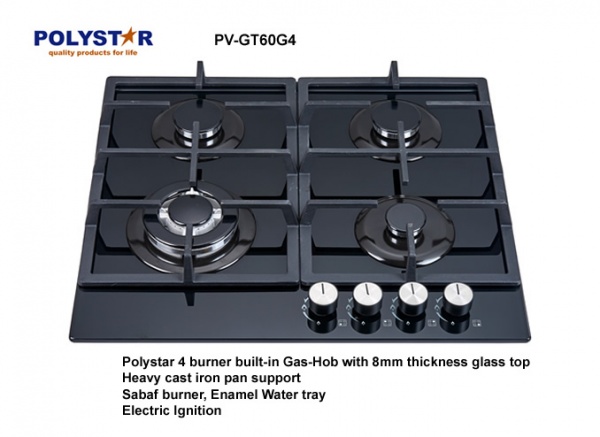 POLYSTAR
quality products for life
PV-GT60G4
Polystar 4 burner built-in Gas-Hob with 8mm thickness glass top
Heavy cast iron pan support
Sabaf burner, Enamel Water tray
Electric Ignition